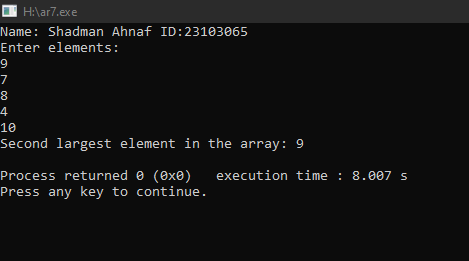 H:\ar7.exe
Name: Shadman Ahnaf ID:23103065
Enter elements:
9
7
8
4
10
Second largest element in the array: 9
Process returned 0 (0x0)   execution time : 8.007 s
Press any key to continue.